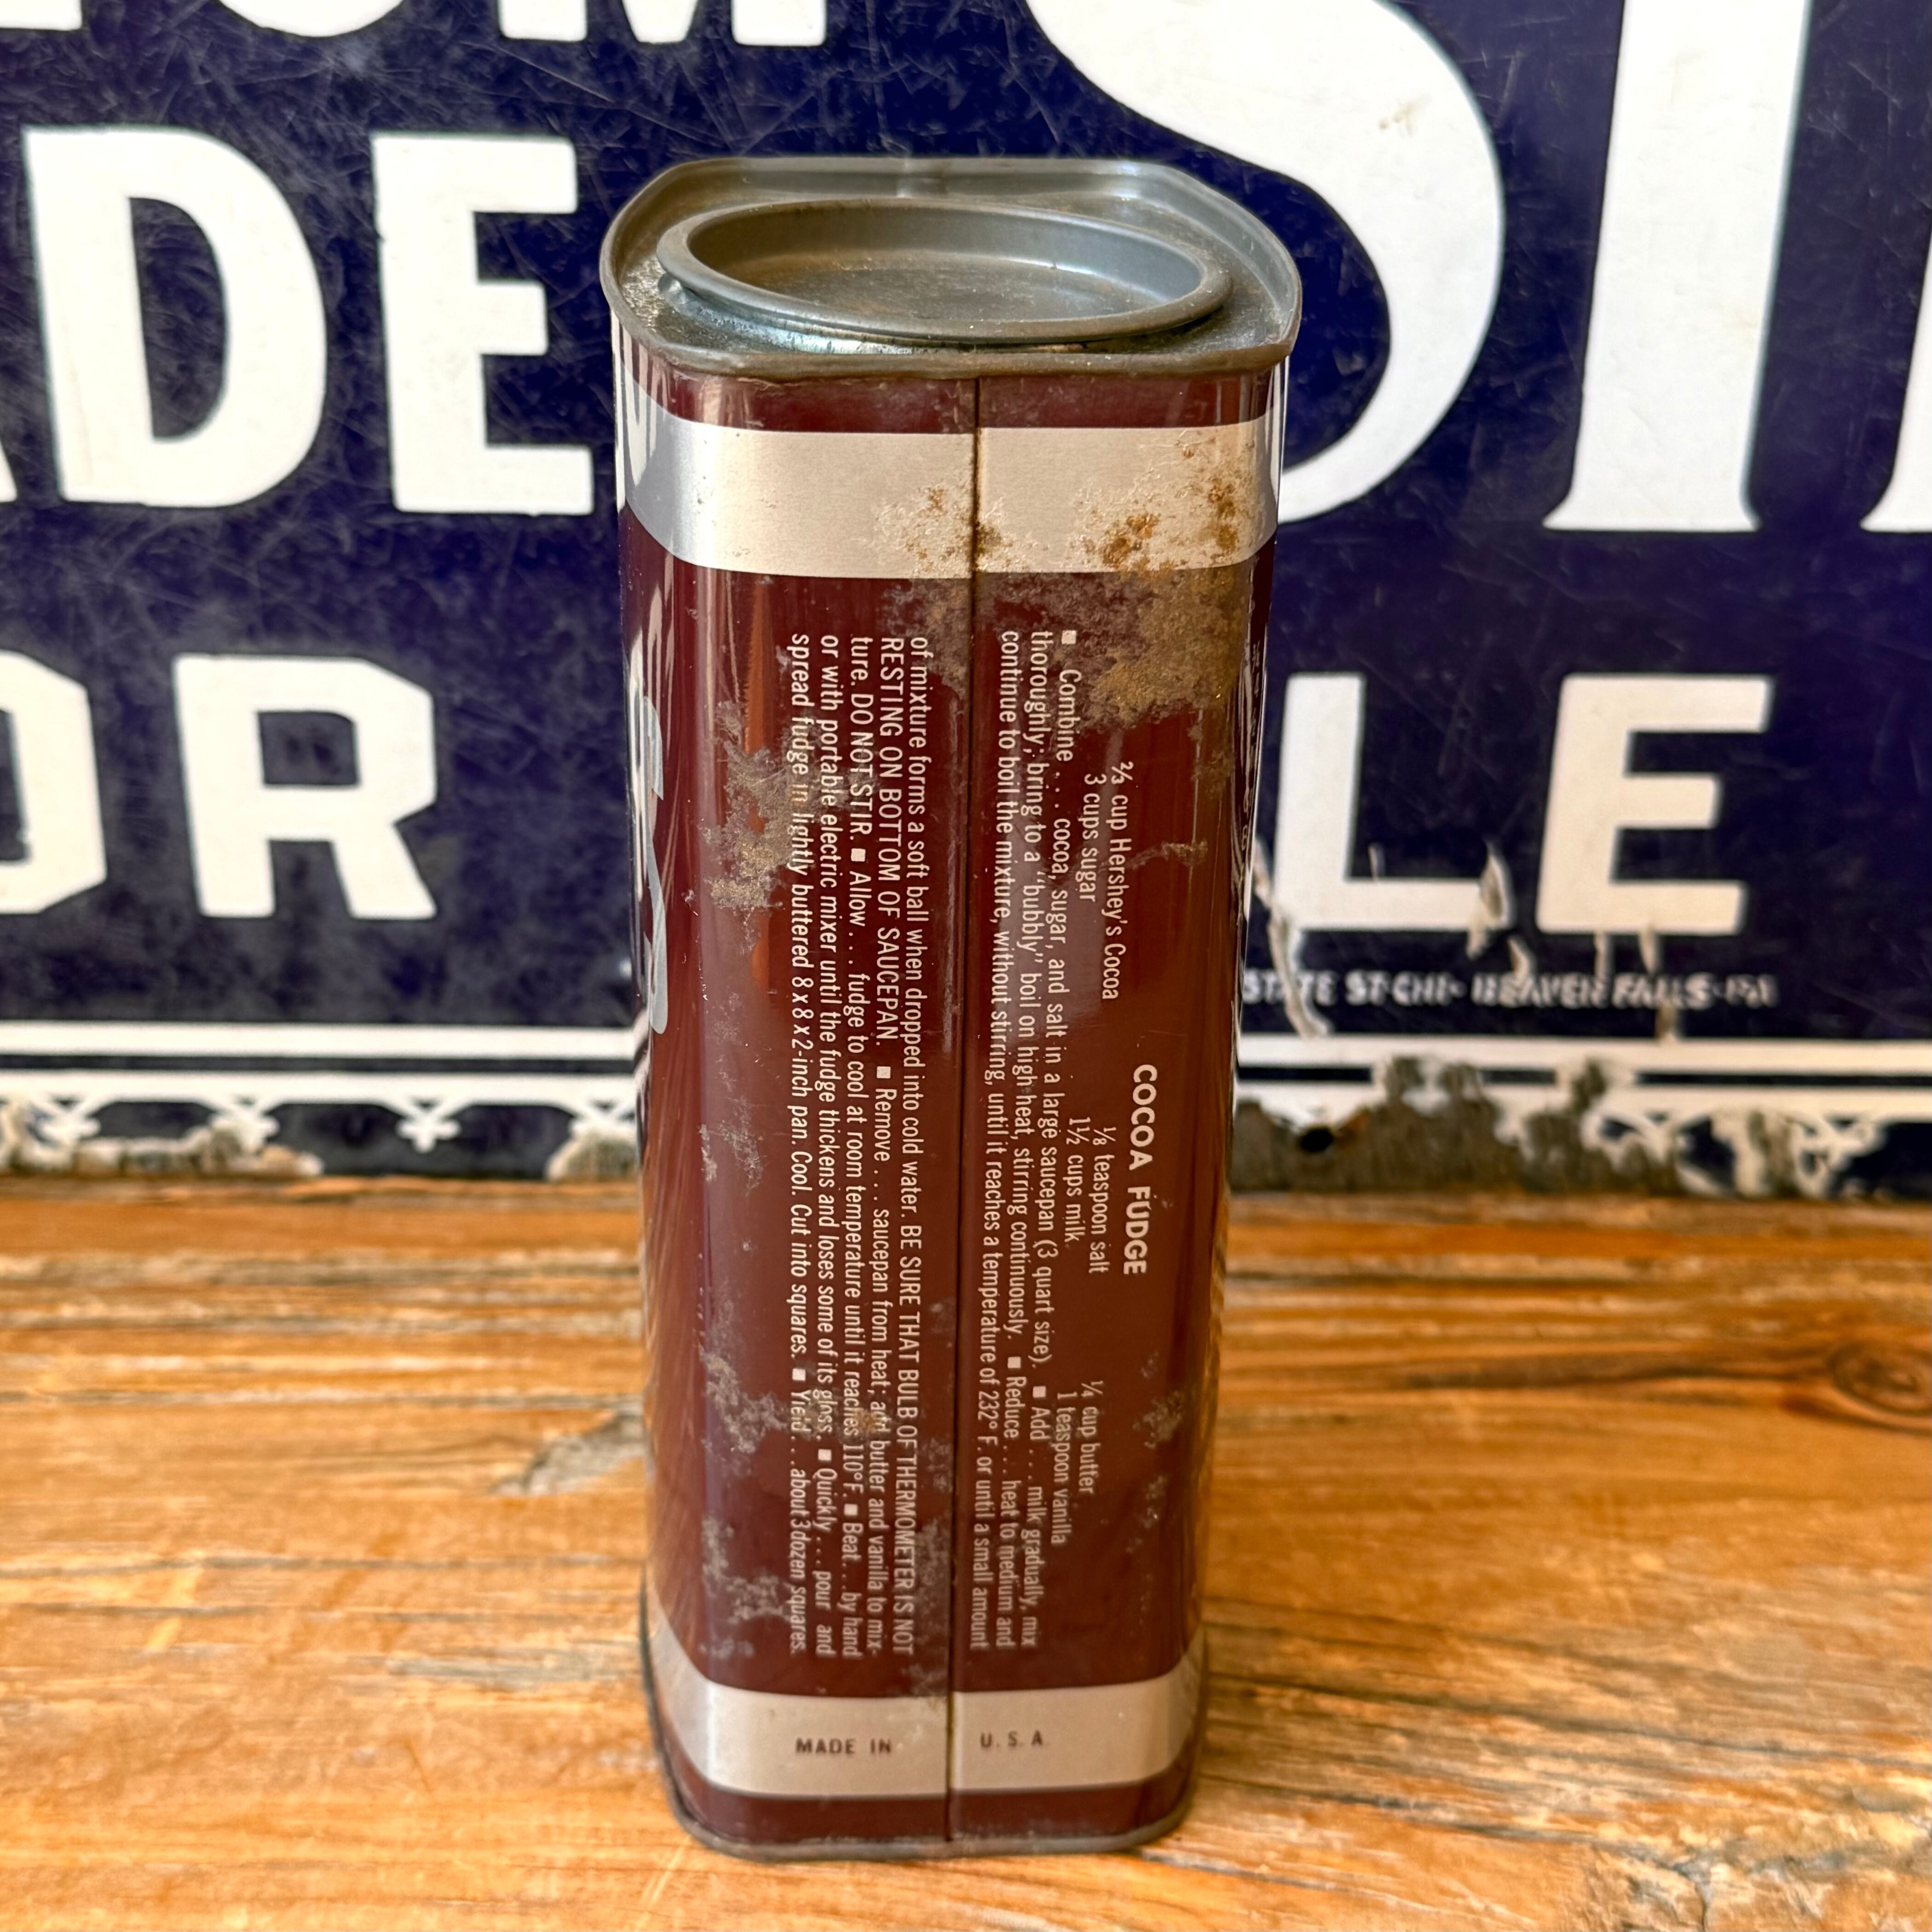 COCOA FUDGE
⅔ cup Hershey's Cocoa ⅛ teaspoon salt ¼ cup butter
3 cups sugar 1½ cups milk 1 teaspoon vanilla
■ Combine . . . cocoa, sugar, and salt in a large saucepan (3 quart size). ■ Add . . . milk gradually, mix
thoroughly; bring to a "bubbly" boil on high heat, stirring continuously. ■ Reduce . . . heat to medium and
continue to boil the mixture, without stirring, until it reaches a temperature of 232° F. or until a small amount
of mixture forms a soft ball when dropped into cold water. BE SURE THAT BULB OF THERMOMETER IS NOT
RESTING ON BOTTOM OF SAUCEPAN. ■ Remove . . . saucepan from heat; add butter and vanilla to mix-
ture. DO NOT STIR. ■ Allow . . . fudge to cool at room temperature until it reaches 110°F. ■ Beat . . . by hand
or with portable electric mixer until the fudge thickens and loses some of its gloss. ■ Quickly . . . pour and
spread fudge in lightly buttered 8 x 8 x 2-inch pan. Cool. Cut into squares. ■ Yield . . . about 3 dozen squares.
MADE IN U. S. A.
ADE
OR
LE
STATE ST-CHI- BEAVER FALLS-PA